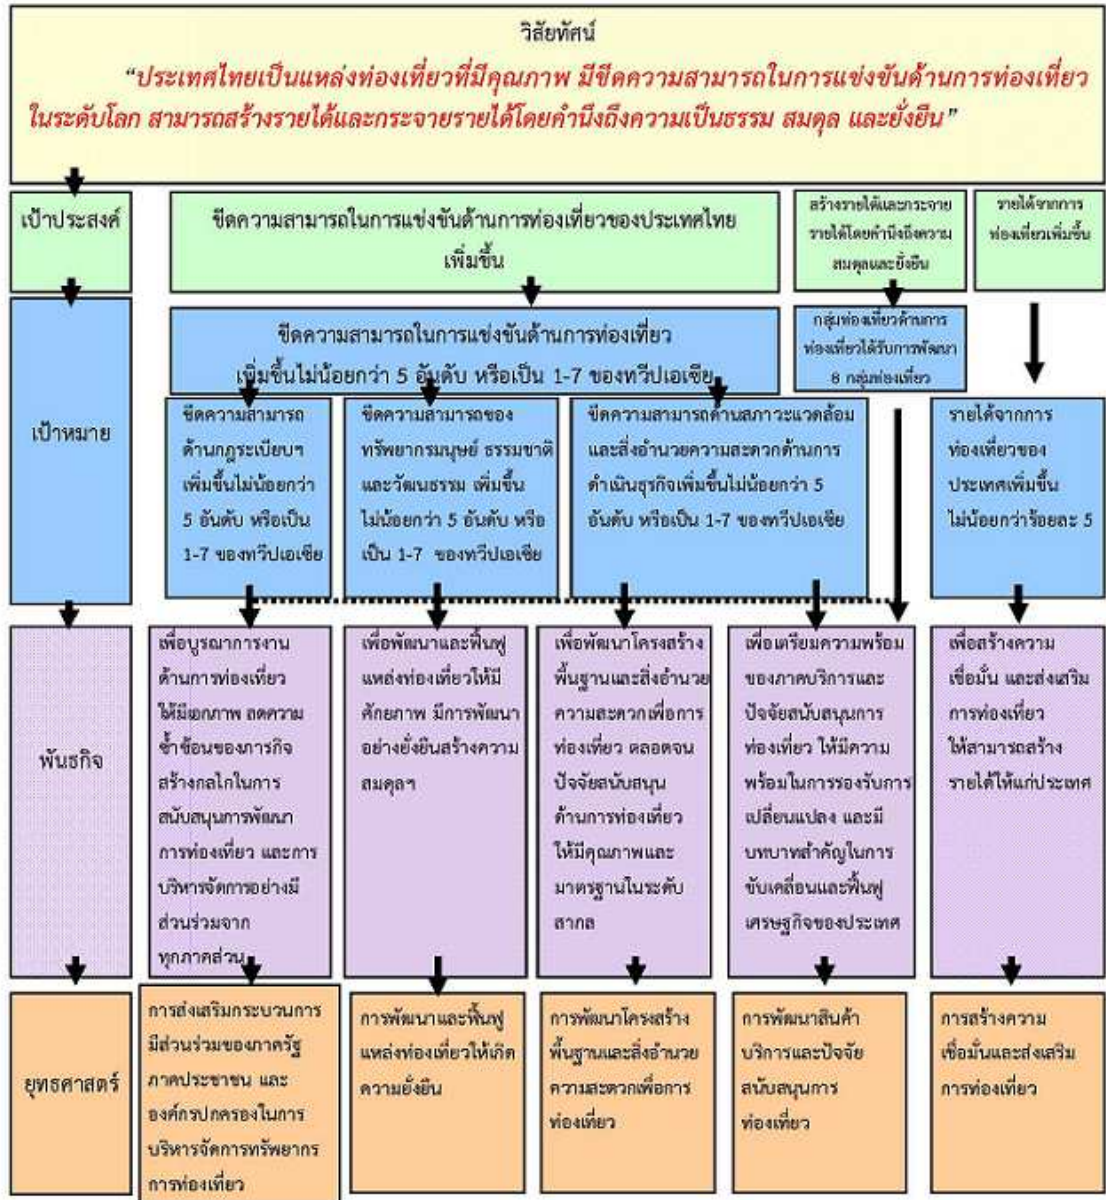 วิสัยทัศน์
“ประเทศไทยเป็นแหล่งท่องเที่ยวที่มีคุณภาพ มีขีดความสามารถในการแข่งขันด้านการท่องเที่ยว
ในระดับโลก สามารถสร้างรายได้และกระจายรายได้โดยคำนึงถึงความเป็นธรรม สมดุล และยั่งยืน”
เป้าประสงค์
ขีดความสามารถในการแข่งขันด้านการท่องเที่ยวของประเทศไทย
เพิ่มขึ้น
สร้างรายได้และกระจาย
รายได้โดยคำนึงถึงความ
สมดุลและยั่งยืน
รายได้จากการ
ท่องเที่ยวเพิ่มขึ้น
เป้าหมาย
ขีดความสามารถในการแข่งขันด้านการท่องเที่ยว
เพิ่มขึ้นไม่น้อยกว่า 5 อันดับ หรือเป็น 1-7 ของทวีปเอเชีย
กลุ่มท่องเที่ยวด้านการ
ท่องเที่ยวได้รับการพัฒนา
8 กลุ่มท่องเที่ยว
ขีดความสามารถ
ด้านกฎระเบียบฯ
เพิ่มขึ้นไม่น้อยกว่า
5 อันดับ หรือเป็น
1-7 ของทวีปเอเชีย
ขีดความสามารถของ
ทรัพยากรมนุษย์ ธรรมชาติ
และวัฒนธรรม เพิ่มขึ้น
ไม่น้อยกว่า 5 อันดับ หรือ
เป็น 1-7 ของทวีปเอเชีย
ขีดความสามารถด้านสภาวะแวดล้อม
และสิ่งอำนวยความสะดวกด้านการ
ดำเนินธุรกิจเพิ่มขึ้นไม่น้อยกว่า 5
อันดับ หรือเป็น 1-7 ของทวีปเอเชีย
รายได้จากการ
ท่องเที่ยวของ
ประเทศเพิ่มขึ้น
ไม่น้อยกว่าร้อยละ 5
พันธกิจ
เพื่อบูรณาการงาน
ด้านการท่องเที่ยว
ให้มีเอกภาพ ลดความ
ซ้ำซ้อนของภารกิจ
สร้างกลไกในการ
สนับสนุนการพัฒนา
การท่องเที่ยว และการ
บริหารจัดการอย่างมี
ส่วนร่วมจาก
ทุกภาคส่วน
เพื่อพัฒนาและฟื้นฟู
แหล่งท่องเที่ยวให้มี
ศักยภาพ มีการพัฒนา
อย่างยั่งยืนสร้างความ
สมดุลฯ
เพื่อพัฒนาโครงสร้าง
พื้นฐานและสิ่งอำนวย
ความสะดวกเพื่อการ
ท่องเที่ยว ตลอดจน
ปัจจัยสนับสนุน
ด้านการท่องเที่ยว
ให้มีคุณภาพและ
มาตรฐานในระดับ
สากล
เพื่อเตรียมความพร้อม
ของภาคบริการและ
ปัจจัยสนับสนุนการ
ท่องเที่ยว ให้มีความ
พร้อมในการรองรับการ
เปลี่ยนแปลง และมี
บทบาทสำคัญในการ
ขับเคลื่อนและฟื้นฟู
เศรษฐกิจของประเทศ
เพื่อสร้างความ
เชื่อมั่น และส่งเสริม
การท่องเที่ยว
ให้สามารถสร้าง
รายได้ให้แก่ประเทศ
ยุทธศาสตร์
การส่งเสริมกระบวนการ
มีส่วนร่วมของภาครัฐ
ภาคประชาชน และ
องค์กรปกครองในการ
บริหารจัดการทรัพยากร
การท่องเที่ยว
การพัฒนาและฟื้นฟู
แหล่งท่องเที่ยวให้เกิด
ความยั่งยืน
การพัฒนาโครงสร้าง
พื้นฐานและสิ่งอำนวย
ความสะดวกเพื่อการ
ท่องเที่ยว
การพัฒนาสินค้า
บริการและปัจจัย
สนับสนุนการ
ท่องเที่ยว
การสร้างความ
เชื่อมั่นและส่งเสริม
การท่องเที่ยว